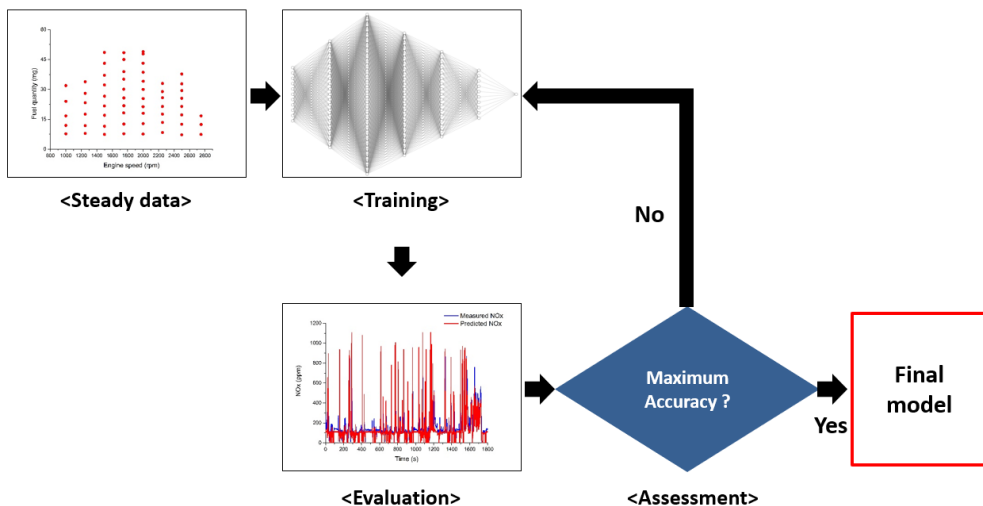 60
45
30
15
0
Fuel quantity (mg)
800 1000 1200 1400 1600 1800 2000 2200 2400 2600 2800
Engine speed (rpm)
<Steady data>
<Training>
No
Measured NOx
Predicted NOx
1200
1000
800
600
400
200
0
NOx (ppm)
0 200 400 600 800 1000 1200 1400 1600 1800
Time (s)
<Evaluation>
Maximum
Accuracy ?
<Assessment>
Yes
Final
model